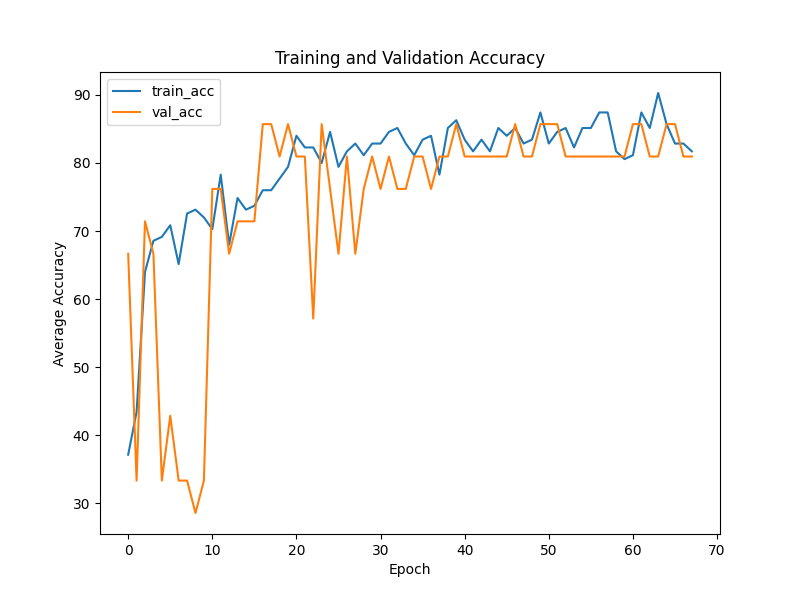 Training and Validation Accuracy
train_acc
val_acc
90
80
70
60
50
40
30
Average Accuracy
0 10 20 30 40 50 60 70
Epoch